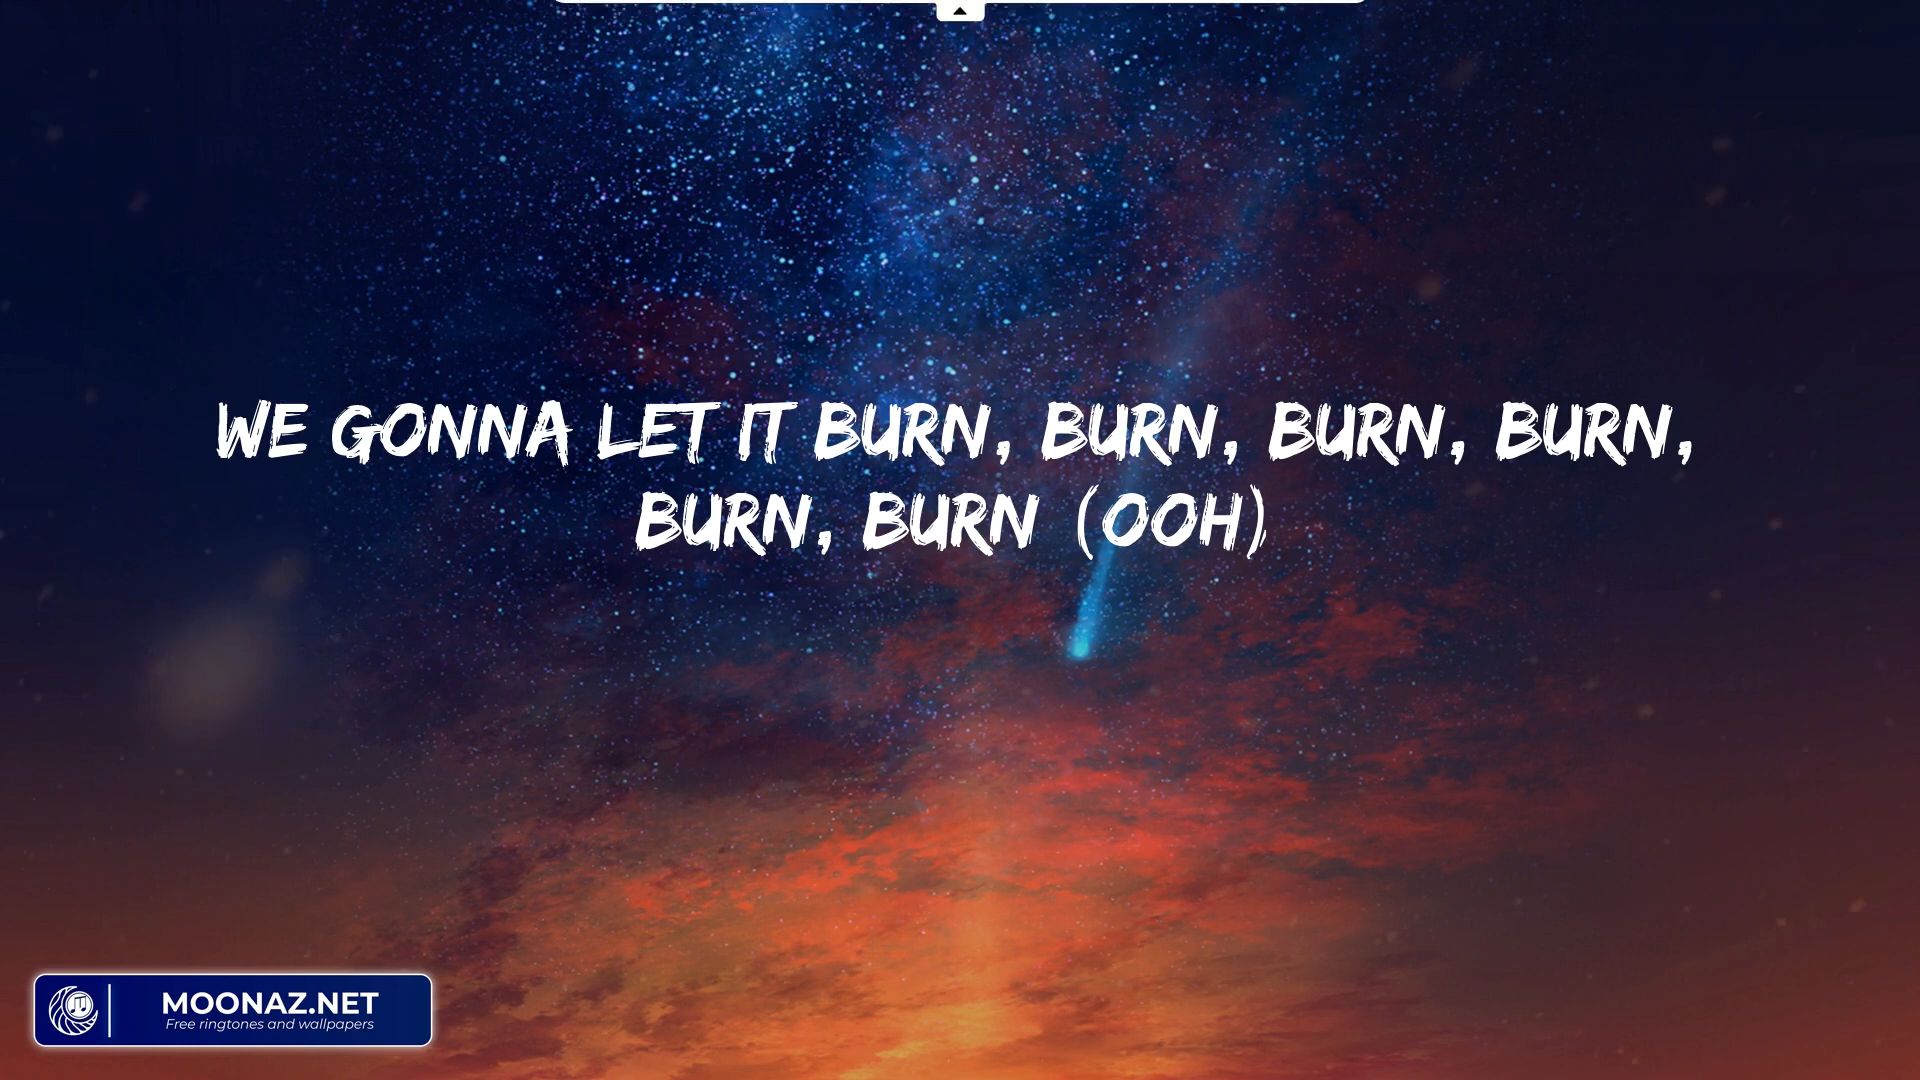 WE GONNA LET IT BURN, BURN, BURN, BURN,
BURN, BURN (OOH)
MOONAZ.NET
Free ringtones and wallpapers